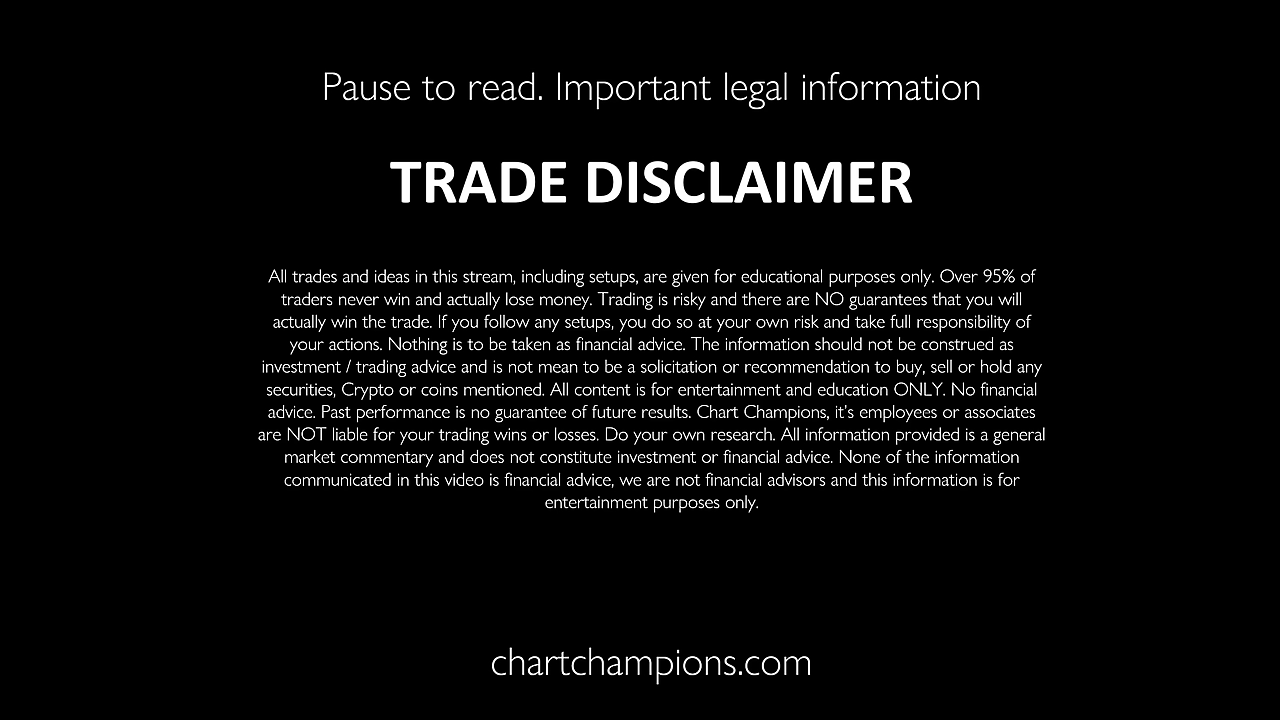 Pause to read. Important legal information
TRADE DISCLAIMER
All trades and ideas in this stream, including setups, are given for educational purposes only. Over 95% of
traders never win and actually lose money. Trading is risky and there are NO guarantees that you will
actually win the trade. If you follow any setups, you do so at your own risk and take full responsibility of
your actions. Nothing is to be taken as financial advice. The information should not be construed as
investment / trading advice and is not mean to be a solicitation or recommendation to buy, sell or hold any
securities, Crypto or coins mentioned. All content is for entertainment and education ONLY. No financial
advice. Past performance is no guarantee of future results. Chart Champions, it's employees or associates
are NOT liable for your trading wins or losses. Do your own research. All information provided is a general
market commentary and does not constitute investment or financial advice. None of the information
communicated in this video is financial advice, we are not financial advisors and this information is for
entertainment purposes only.
chartchampions.com